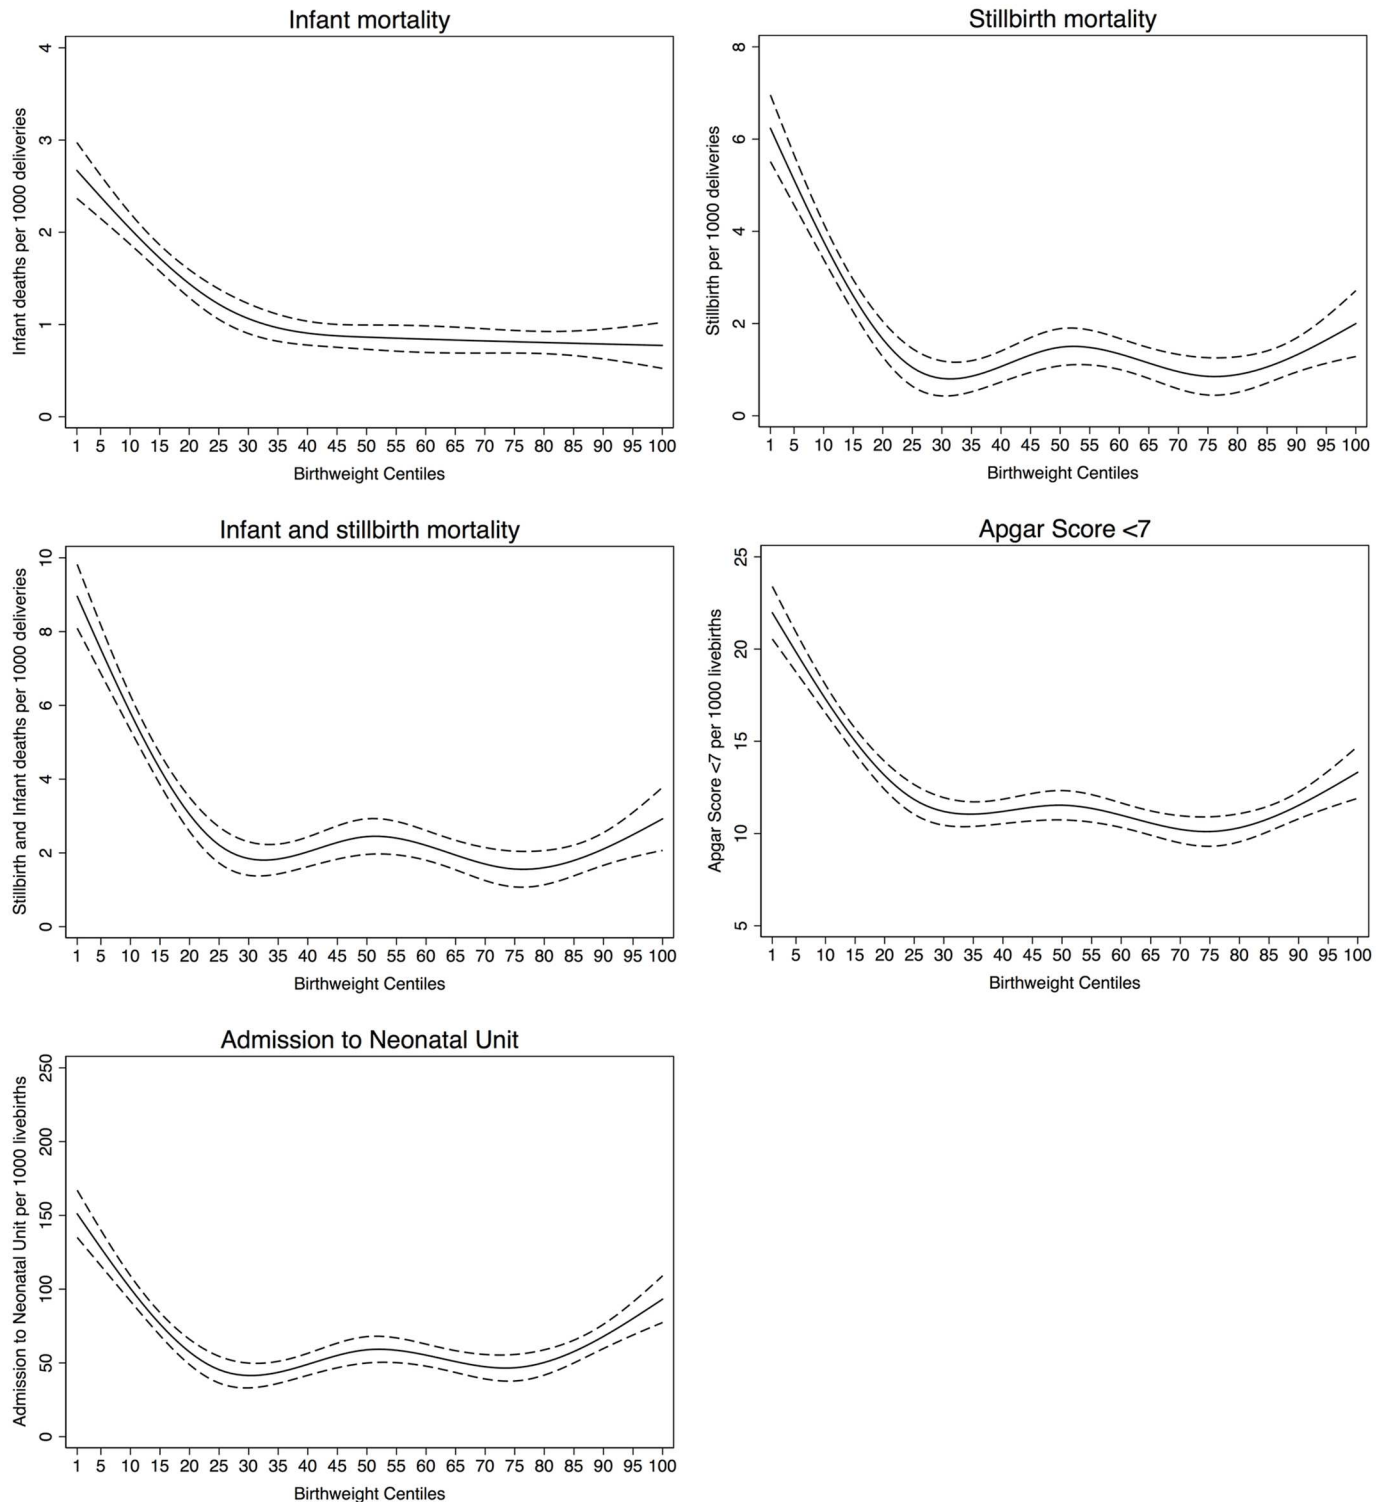 Infant mortality
Infant deaths per 1000 deliveries
4
3
2
1
0
1 5 10 15 20 25 30 35 40 45 50 55 60 65 70 75 80 85 90 95 100
Birthweight Centiles
Stillbirth mortality
Stillbirth per 1000 deliveries
8
6
4
2
0
1 5 10 15 20 25 30 35 40 45 50 55 60 65 70 75 80 85 90 95 100
Birthweight Centiles
Infant and stillbirth mortality
Stillbirth and Infant deaths per 1000 deliveries
10
8
6
4
2
0
1 5 10 15 20 25 30 35 40 45 50 55 60 65 70 75 80 85 90 95 100
Birthweight Centiles
Apgar Score <7
Apgar Score <7 per 1000 livebirths
25
20
15
10
5
1 5 10 15 20 25 30 35 40 45 50 55 60 65 70 75 80 85 90 95 100
Birthweight Centiles
Admission to Neonatal Unit
Admission to Neonatal Unit per 1000 livebirths
250
200
150
100
50
0
1 5 10 15 20 25 30 35 40 45 50 55 60 65 70 75 80 85 90 95 100
Birthweight Centiles